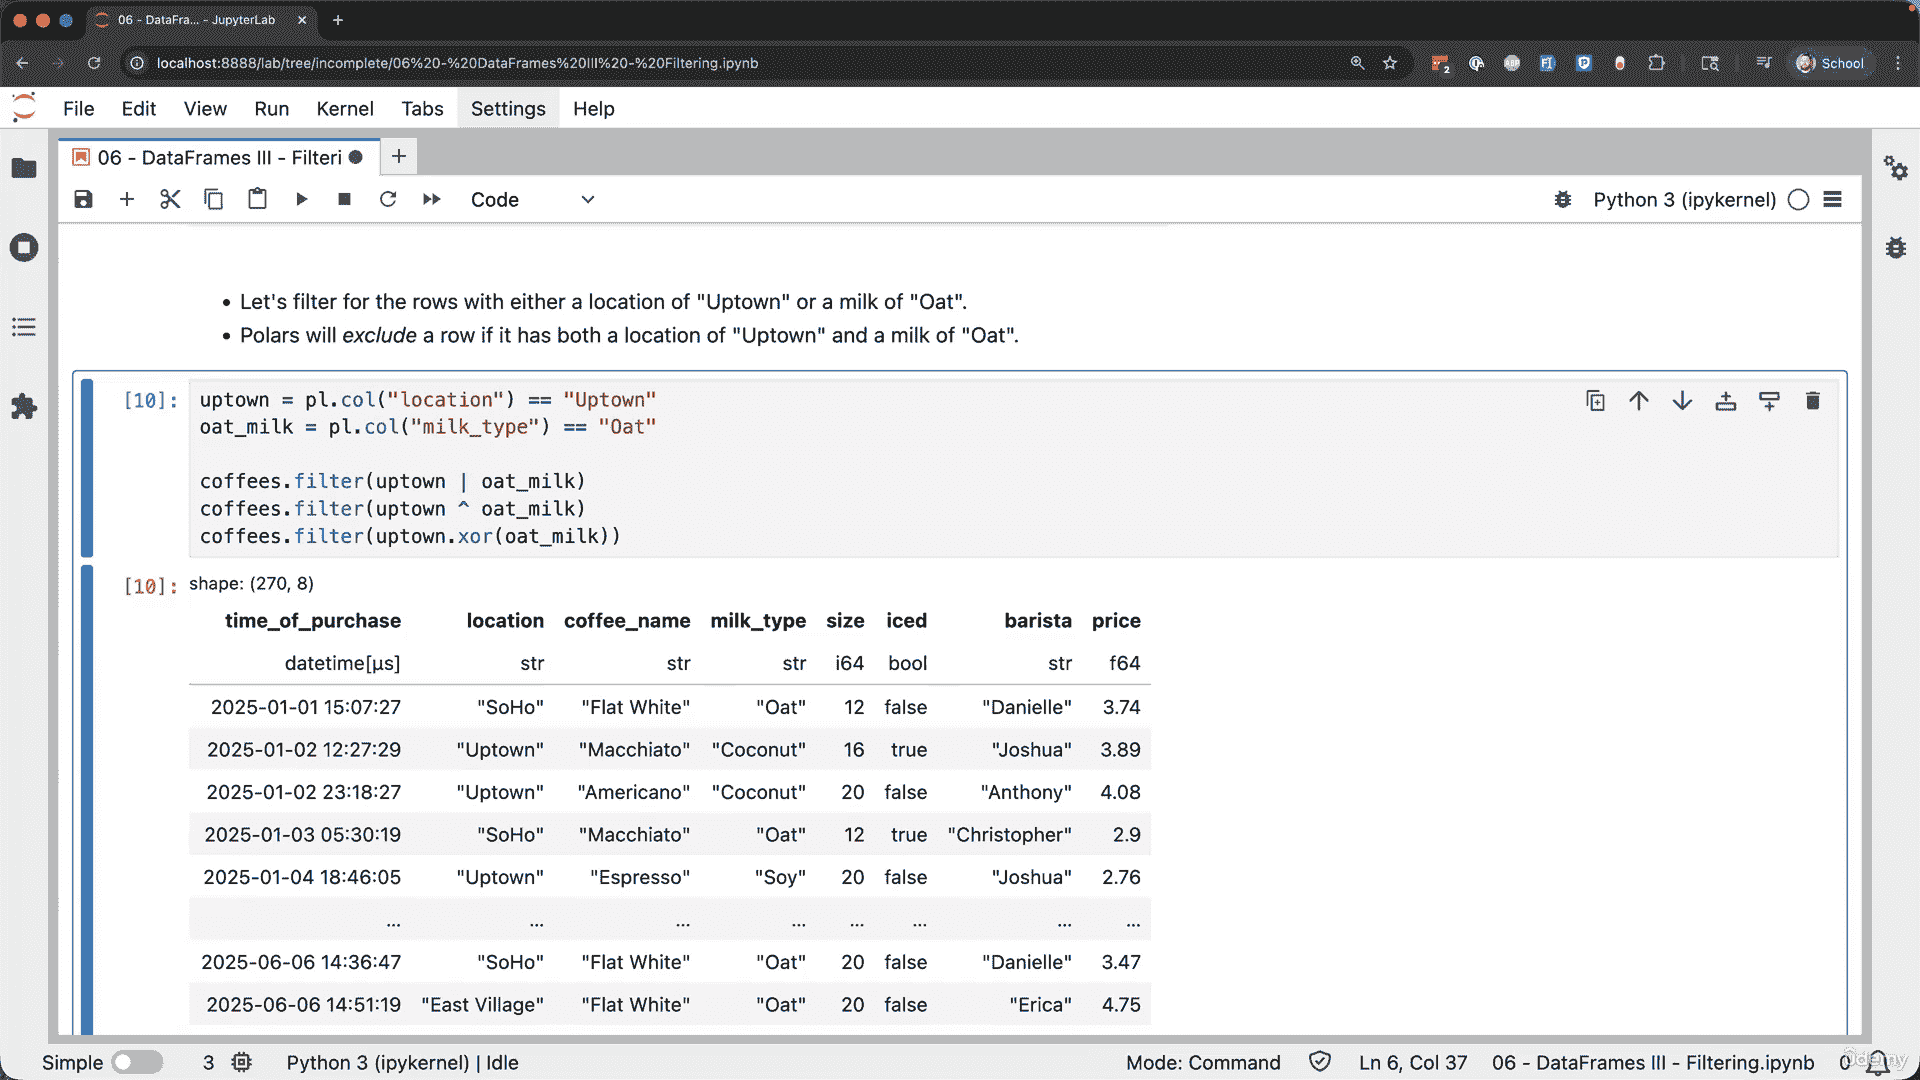 06 - DataFra... - JupyterLab
localhost:8888/lab/tree/incomplete/06%20-%20DataFrames%20III%20-%20Filtering.ipynb
2
School
File Edit View Run Kernel Tabs Settings Help
06 - DataFrames III - Filteri
Code
Python 3 (ipykernel)
• Let's filter for the rows with either a location of "Uptown" or a milk of "Oat".
• Polars will exclude a row if it has both a location of "Uptown" and a milk of "Oat".
[10]: uptown = pl.col("location") == "Uptown"
oat_milk = pl.col("milk_type") == "Oat"
coffees.filter(uptown | oat_milk)
coffees.filter(uptown ^ oat_milk)
coffees.filter(uptown.xor(oat_milk))
[10]: shape: (270, 8)
time_of_purchase location coffee_name milk_type size iced barista price
datetime[μs] str str str i64 bool str f64
2025-01-01 15:07:27 "SoHo" "Flat White" "Oat" 12 false "Danielle" 3.74
2025-01-02 12:27:29 "Uptown" "Macchiato" "Coconut" 16 true "Joshua" 3.89
2025-01-02 23:18:27 "Uptown" "Americano" "Coconut" 20 false "Anthony" 4.08
2025-01-03 05:30:19 "SoHo" "Macchiato" "Oat" 12 true "Christopher" 2.9
2025-01-04 18:46:05 "Uptown" "Espresso" "Soy" 20 false "Joshua" 2.76
... ... ... ... ... ... ... ...
2025-06-06 14:36:47 "SoHo" "Flat White" "Oat" 20 false "Danielle" 3.47
2025-06-06 14:51:19 "East Village" "Flat White" "Oat" 20 false "Erica" 4.75
Simple 3 Python 3 (ipykernel) | Idle Mode: Command Ln 6, Col 37 06 - DataFrames III - Filtering.ipynb 0
udemy